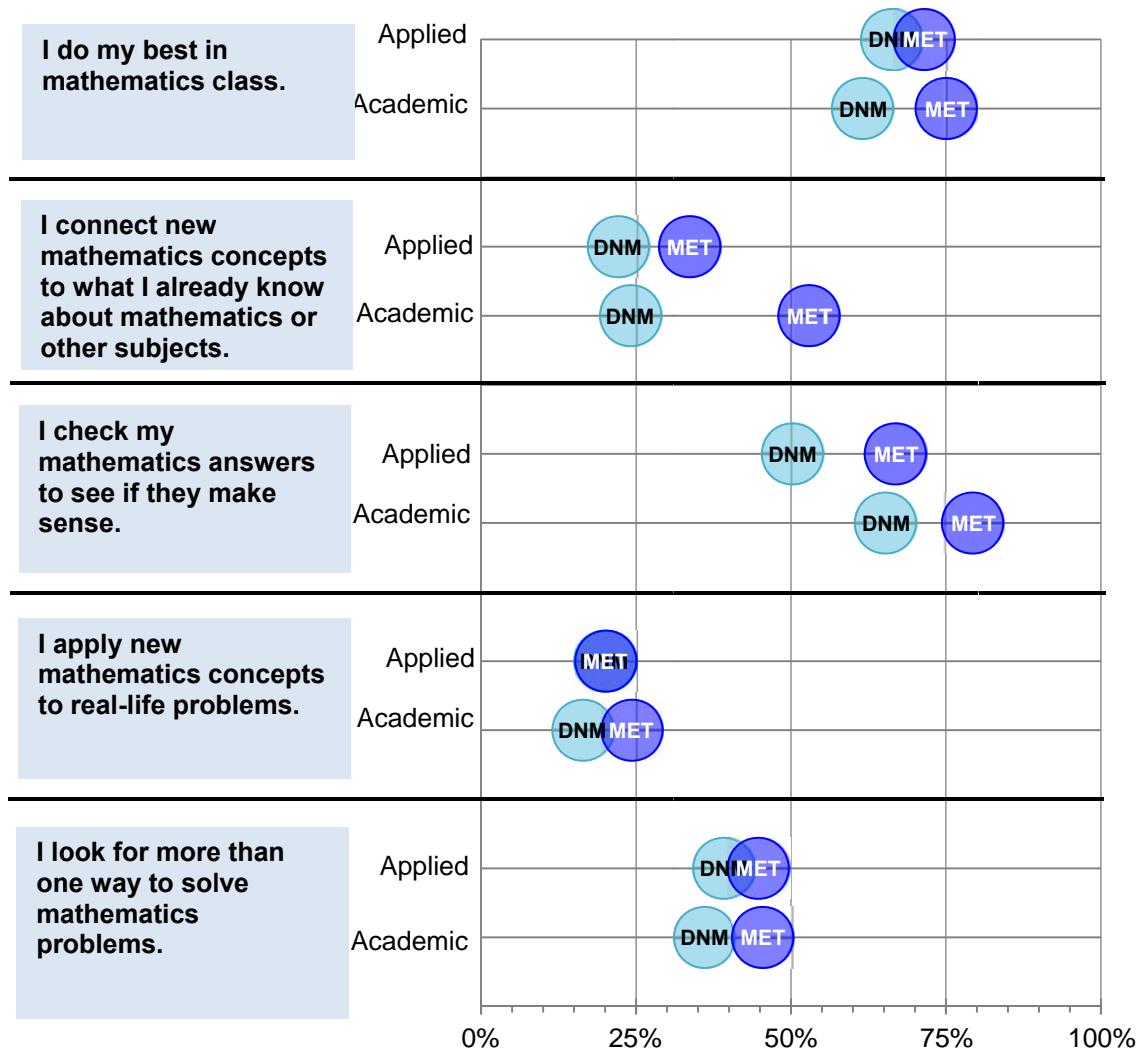 I do my best in
mathematics class.
Applied
DNM MET
Academic
DNM MET
I connect new
mathematics concepts
to what I already know
about mathematics or
other subjects.
Applied
DNM MET
Academic
DNM MET
I check my
mathematics answers
to see if they make
sense.
Applied
DNM MET
Academic
DNM MET
I apply new
mathematics concepts
to real-life problems.
Applied
MET
Academic
DNM MET
I look for more than
one way to solve
mathematics
problems.
Applied
DNM MET
Academic
DNM MET
0% 25% 50% 75% 100%